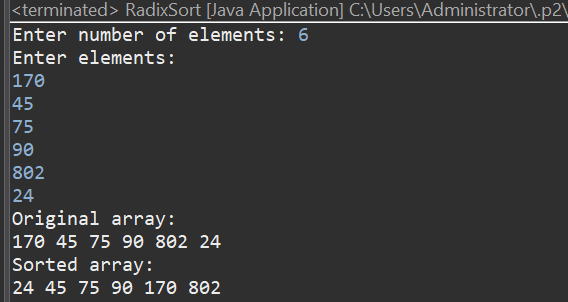 <terminated> RadixSort [Java Application] C:\Users\Administrator\.p2\
Enter number of elements: 6
Enter elements:
170
45
75
90
802
24
Original array:
170 45 75 90 802 24
Sorted array:
24 45 75 90 170 802